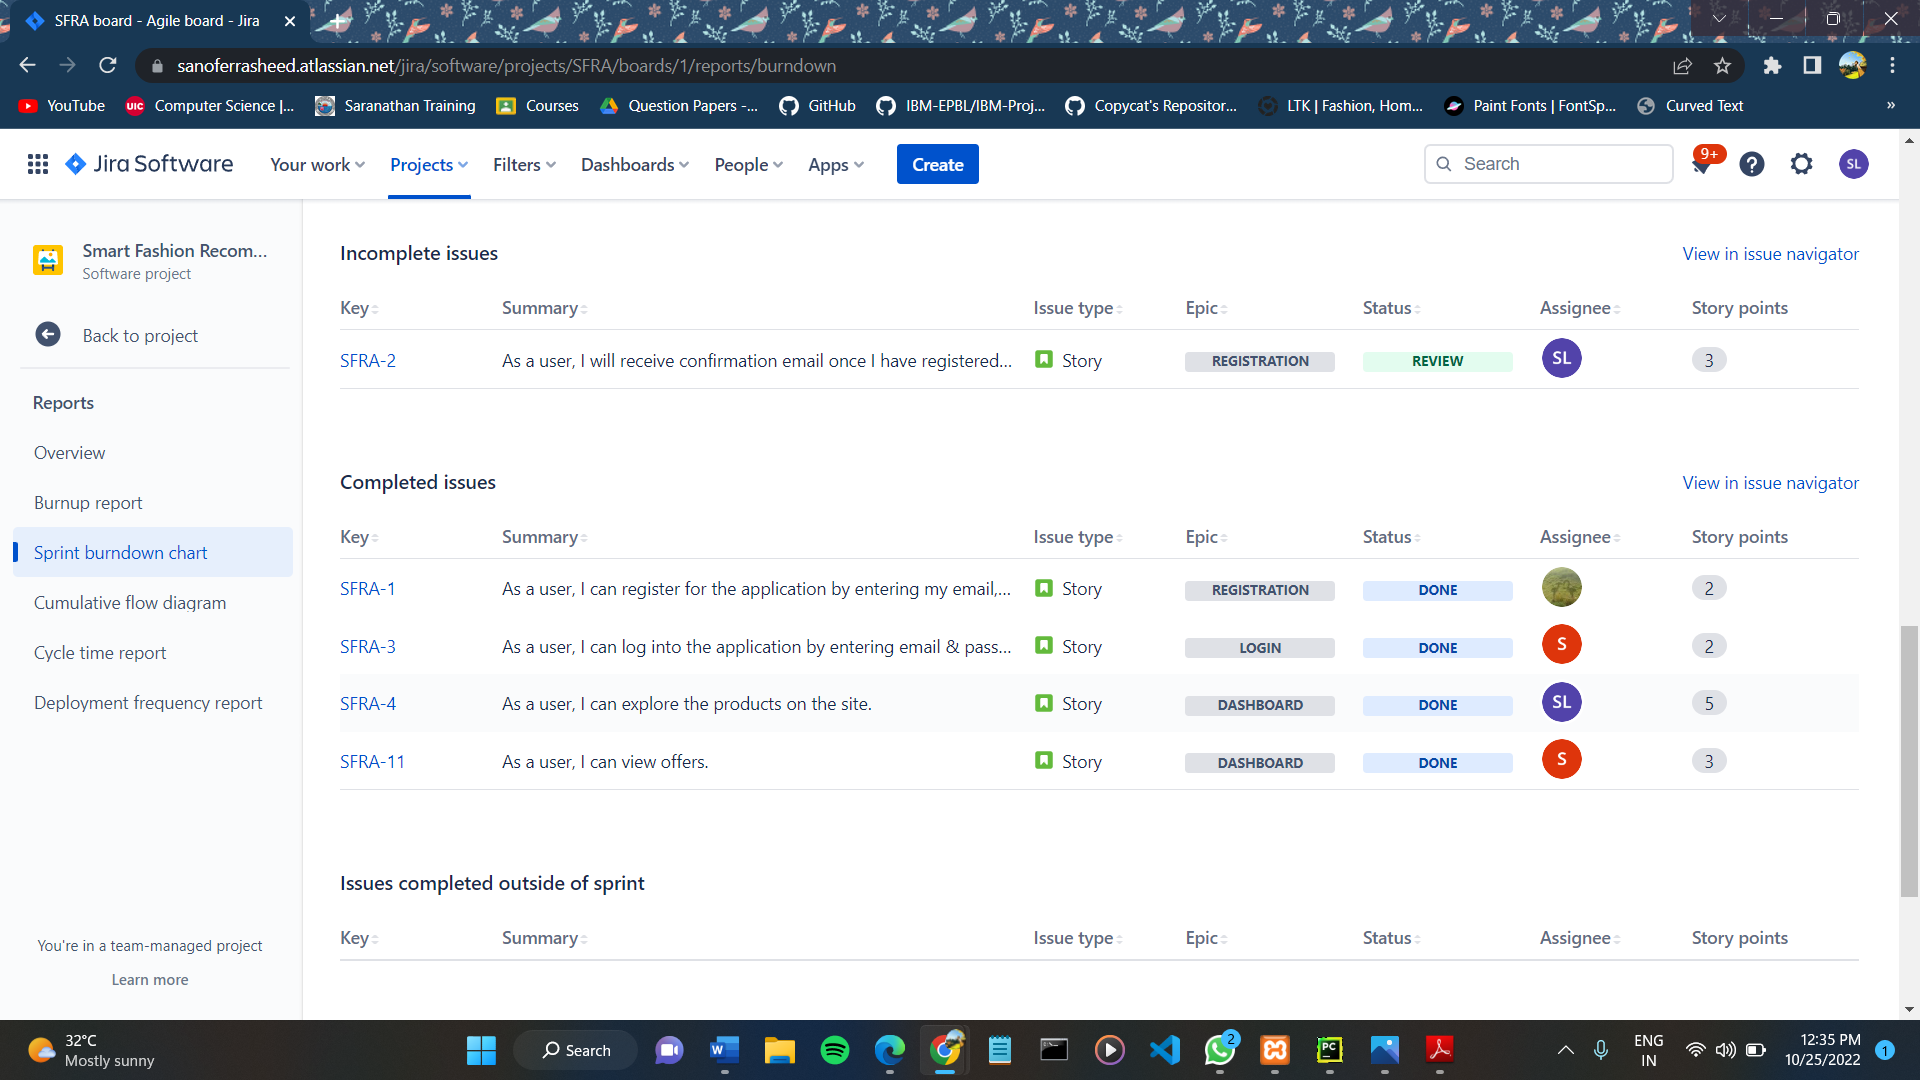 SFRA board - Agile board - Jira
sanoferrasheed.atlassian.net/jira/software/projects/SFRA/boards/1/reports/burndown
YouTube
UIC Computer Science |...
Saranathan Training
Courses
Question Papers -...
GitHub
IBM-EPBL/IBM-Proj...
Copycat's Repositor...
LTK | Fashion, Hom...
Paint Fonts | FontSp...
Curved Text
»
Jira Software
Your work
Projects
Filters
Dashboards
People
Apps
Create
Search
9+
SL
Smart Fashion Recom...
Software project
Back to project
Reports
Overview
Burnup report
Sprint burndown chart
Cumulative flow diagram
Cycle time report
Deployment frequency report
You're in a team-managed project
Learn more
Incomplete issues
View in issue navigator
Key Summary Issue type Epic Status Assignee Story points
SFRA-2 As a user, I will receive confirmation email once I have registered... Story REGISTRATION REVIEW SL 3
Completed issues
View in issue navigator
Key Summary Issue type Epic Status Assignee Story points
SFRA-1 As a user, I can register for the application by entering my email,... Story REGISTRATION DONE 2
SFRA-3 As a user, I can log into the application by entering email & pass... Story LOGIN DONE S 2
SFRA-4 As a user, I can explore the products on the site. Story DASHBOARD DONE SL 5
SFRA-11 As a user, I can view offers. Story DASHBOARD DONE S 3
Issues completed outside of sprint
Key Summary Issue type Epic Status Assignee Story points
32°C
Mostly sunny
Search
2
PC
ENG
IN
12:35 PM
10/25/2022
1